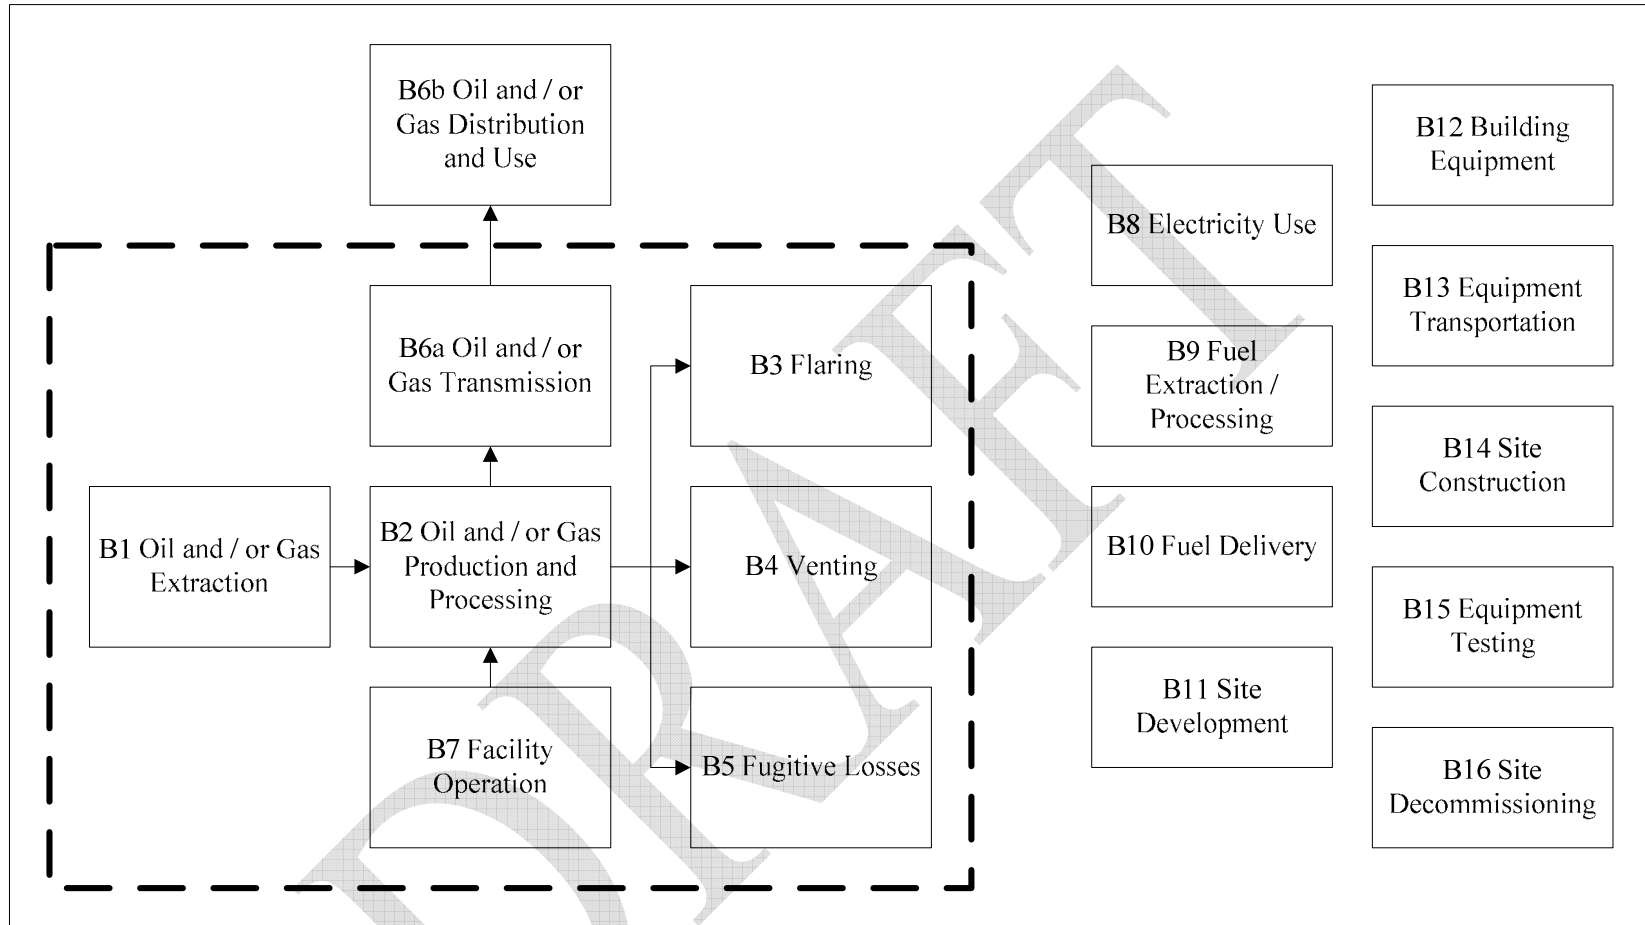 B6b Oil and / or
Gas Distribution
and Use
B6a Oil and / or
Gas Transmission
B3 Flaring
B1 Oil and / or Gas
Extraction
B2 Oil and / or Gas
Production and
Processing
B4 Venting
B7 Facility
Operation
B5 Fugitive Losses
B8 Electricity Use
B9 Fuel
Extraction /
Processing
B10 Fuel Delivery
B11 Site
Development
B12 Building
Equipment
B13 Equipment
Transportation
B14 Site
Construction
B15 Equipment
Testing
B16 Site
Decommissioning
DRAFT